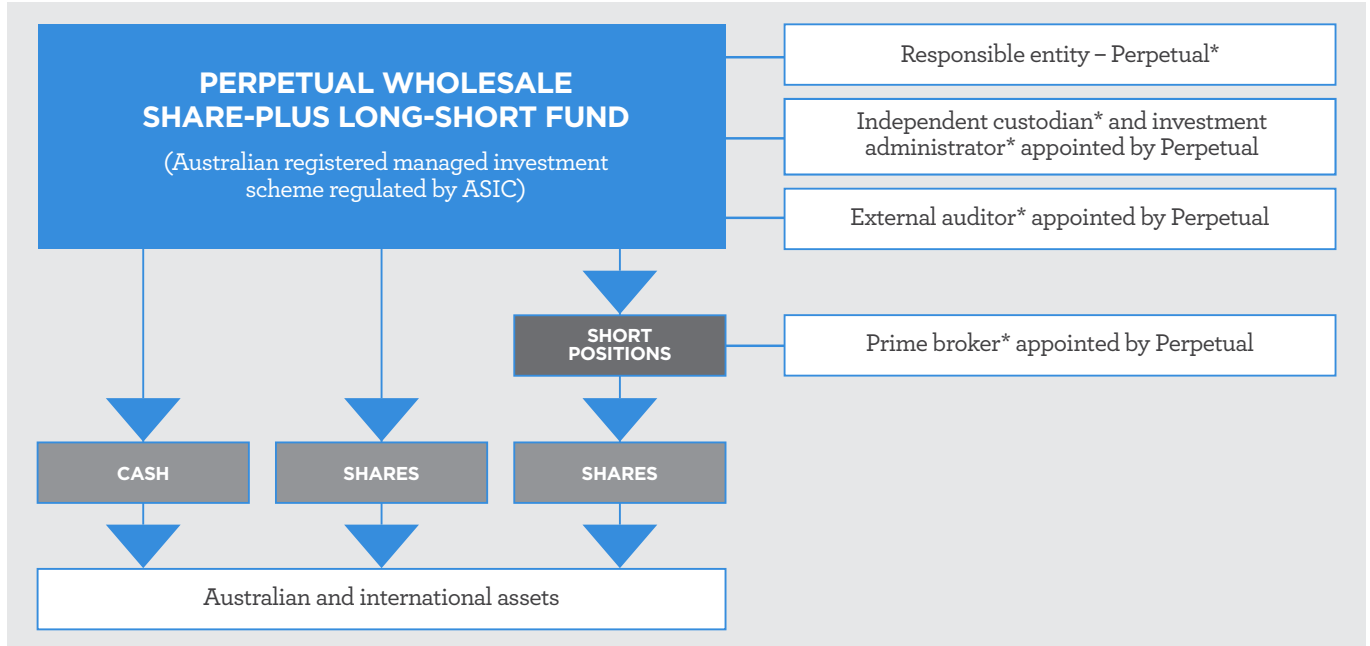 PERPETUAL WHOLESALE
SHARE-PLUS LONG-SHORT FUND
(Australian registered managed investment
scheme regulated by ASIC)
Responsible entity – Perpetual*
Independent custodian* and investment
administrator* appointed by Perpetual
External auditor* appointed by Perpetual
SHORT
POSITIONS
Prime broker* appointed by Perpetual
CASH
SHARES
SHARES
Australian and international assets